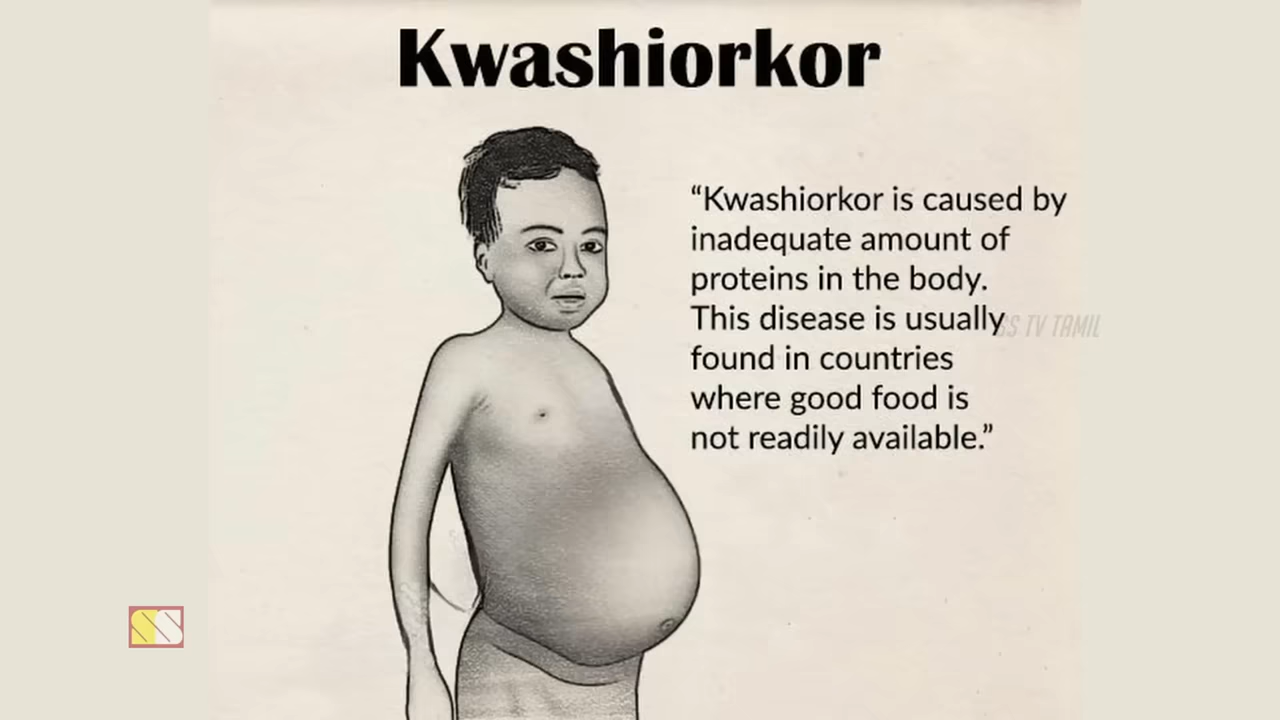 Kwashiorkor
“Kwashiorkor is caused by
inadequate amount of
proteins in the body.
This disease is usually
found in countries
where good food is
not readily available.”
SS TV TAMIL
SS